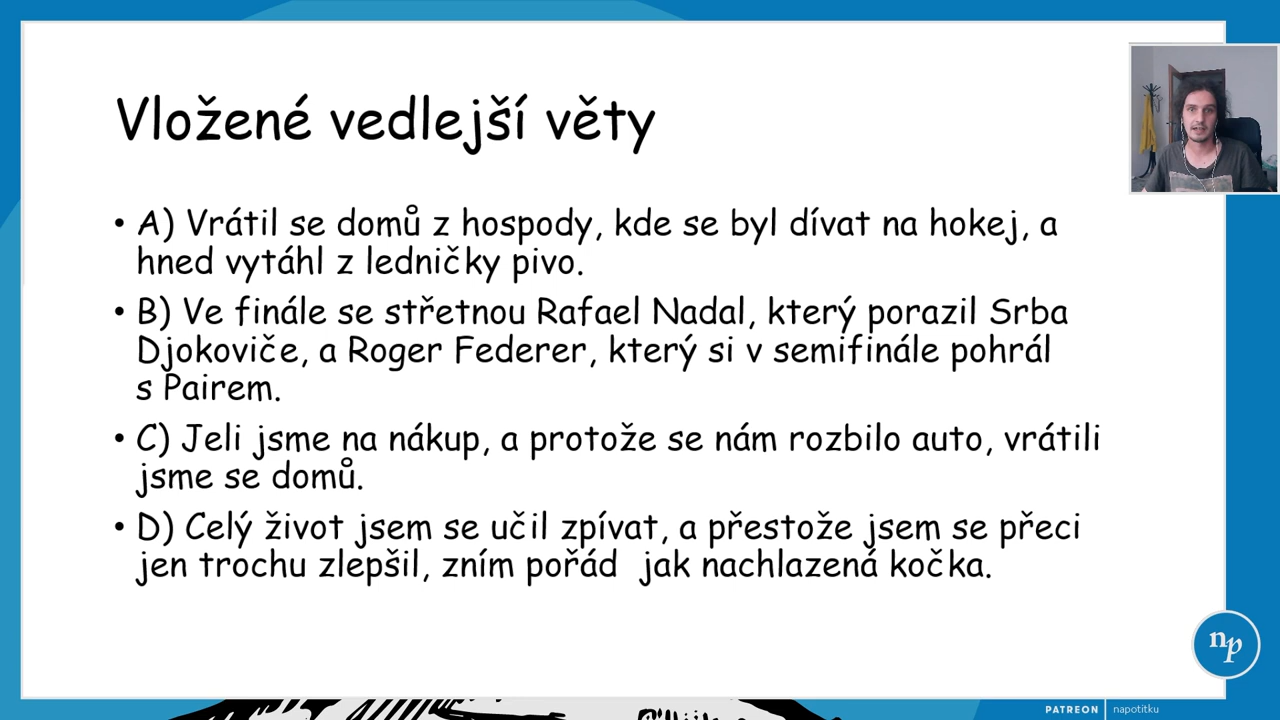 Vložené vedlejší věty
• A) Vrátil se domů z hospody, kde se byl dívat na hokej, a
hned vytáhl z ledničky pivo.
• B) Ve finále se střetnou Rafael Nadal, který porazil Srba
Djokoviče, a Roger Federer, který si v semifinále pohrál
s Pairem.
• C) Jeli jsme na nákup, a protože se nám rozbilo auto, vrátili
jsme se domů.
• D) Celý život jsem se učil zpívat, a přestože jsem se přeci
jen trochu zlepšil, zním pořád  jak nachlazená kočka.
np
PATREON | napotitku